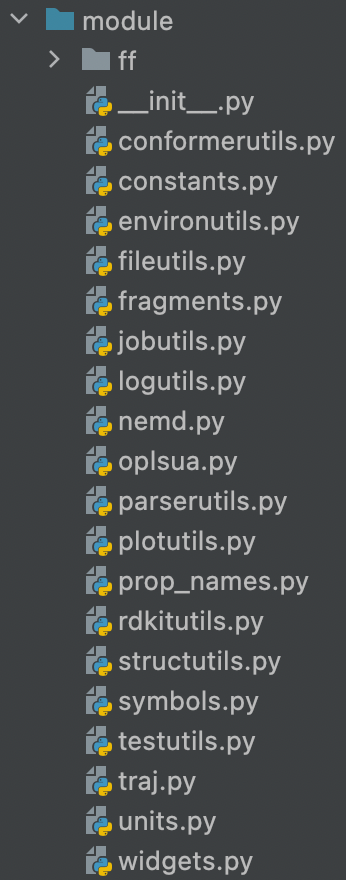 module
ff
__init__.py
conformerutils.py
constants.py
environutils.py
fileutils.py
fragments.py
jobutils.py
logutils.py
nemd.py
oplsua.py
parserutils.py
plotutils.py
prop_names.py
rdkitutils.py
structutils.py
symbols.py
testutils.py
traj.py
units.py
widgets.py